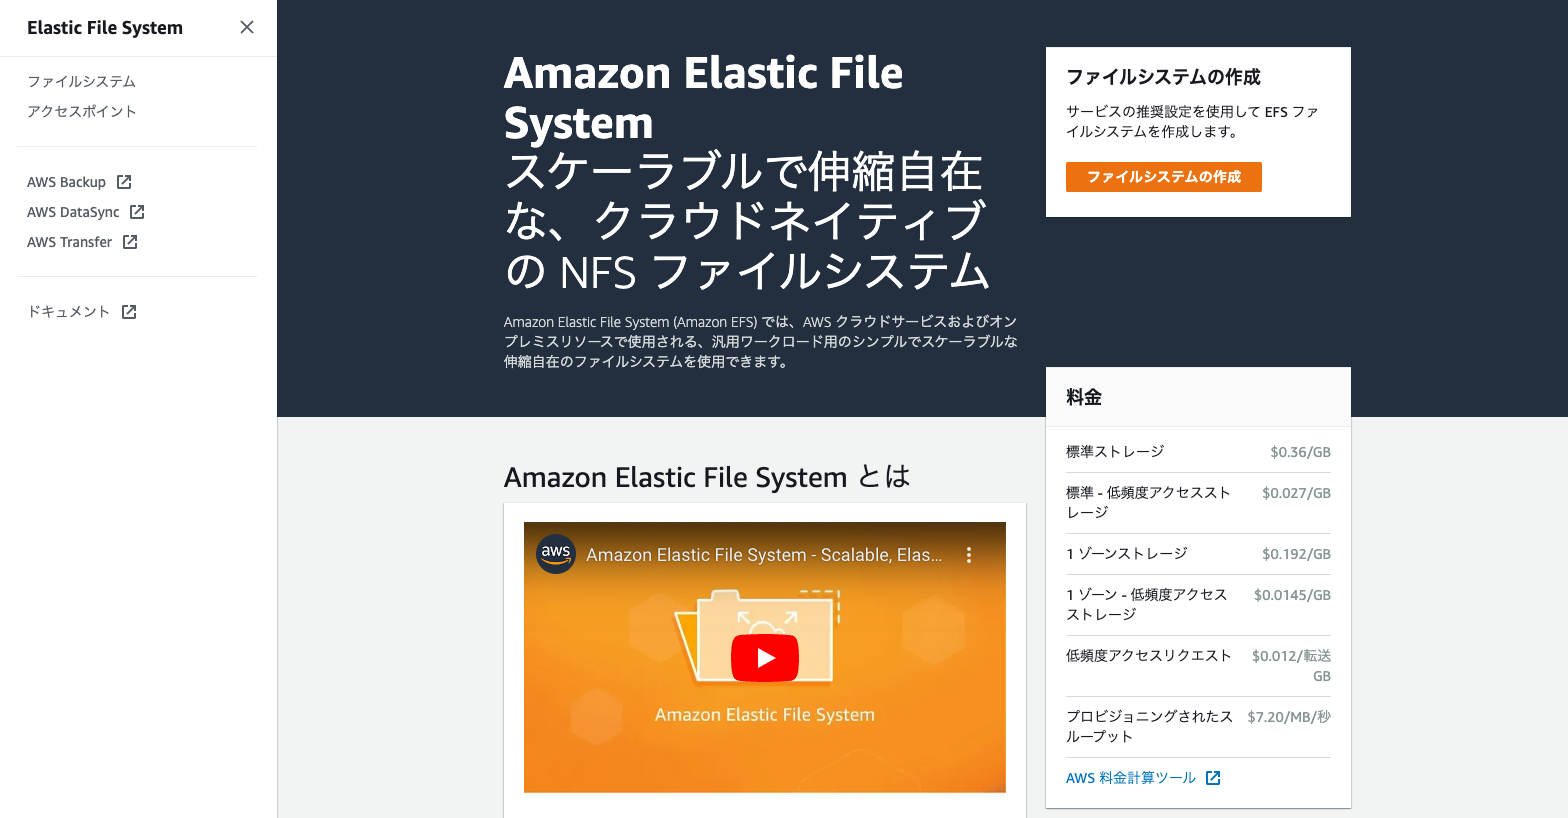 Elastic File System
ファイルシステム
アクセスポイント
AWS Backup
AWS DataSync
AWS Transfer
ドキュメント
Amazon Elastic File
System
スケーラブルで伸縮自在
な、クラウドネイティブ
の NFS ファイルシステム
Amazon Elastic File System (Amazon EFS) では、AWS クラウドサービスおよびオン
プレミスリソースで使用される、汎用ワークロード用のシンプルでスケーラブルな
伸縮自在のファイルシステムを使用できます。
ファイルシステムの作成
サービスの推奨設定を使用して EFS ファ
イルシステムを作成します。
ファイルシステムの作成
Amazon Elastic File System とは
aws
Amazon Elastic File System - Scalable, Elas...
Amazon Elastic File System
料金
標準ストレージ $0.36/GB
標準 - 低頻度アクセススト $0.027/GB
レージ
1 ゾーンストレージ $0.192/GB
1 ゾーン - 低頻度アクセス $0.0145/GB
ストレージ
低頻度アクセスリクエスト $0.012/転送
GB
プロビジョニングされたス $7.20/MB/秒
ループット
AWS 料金計算ツール